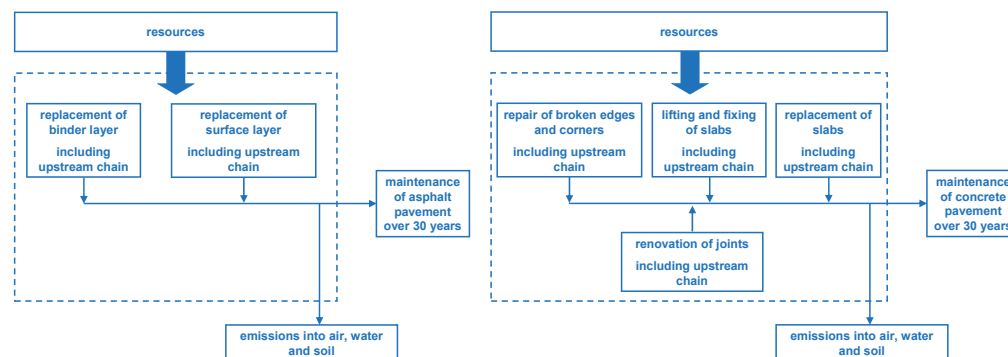 resources
replacement of
binder layer
including
upstream chain
replacement of
surface layer
including upstream
chain
maintenance
of asphalt
pavement
over 30 years
emissions into air, water
and soil
resources
repair of broken edges
and corners
including upstream
chain
lifting and fixing
of slabs
including
upstream chain
replacement
of slabs
including
upstream chain
renovation of joints
including upstream
chain
maintenance
of concrete
pavement
over 30 years
emissions into air, water
and soil